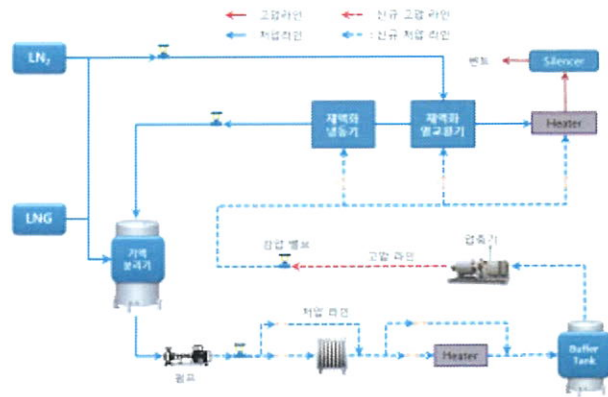 고압라인
: 신규 고압 라인
저압라인
: 신규 저압 라인
LN₂
벤트
Silencer
재액화
냉동기
재액화
열교환기
Heater
LNG
기액
분리기
감압 밸브
고압 라인
압축기
저압 라인
펌프
Heater
Buffer
Tank